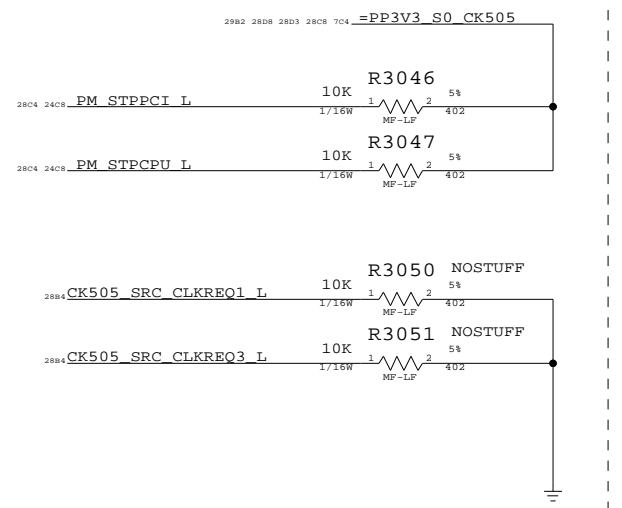 29B2 28D8 28D3 28C8 7C4 =PP3V3_S0_CK505
R3046
10K 5%
28C4 24C8 PM_STPPCI_L 1 2
1/16W MF-LF 402
R3047
10K 5%
28C4 24C8 PM_STPCPU_L 1 2
1/16W MF-LF 402
R3050 NOSTUFF
10K 5%
28B4 CK505_SRC_CLKREQ1_L 1 2
1/16W MF-LF 402
R3051 NOSTUFF
10K 5%
28B4 CK505_SRC_CLKREQ3_L 1 2
1/16W MF-LF 402